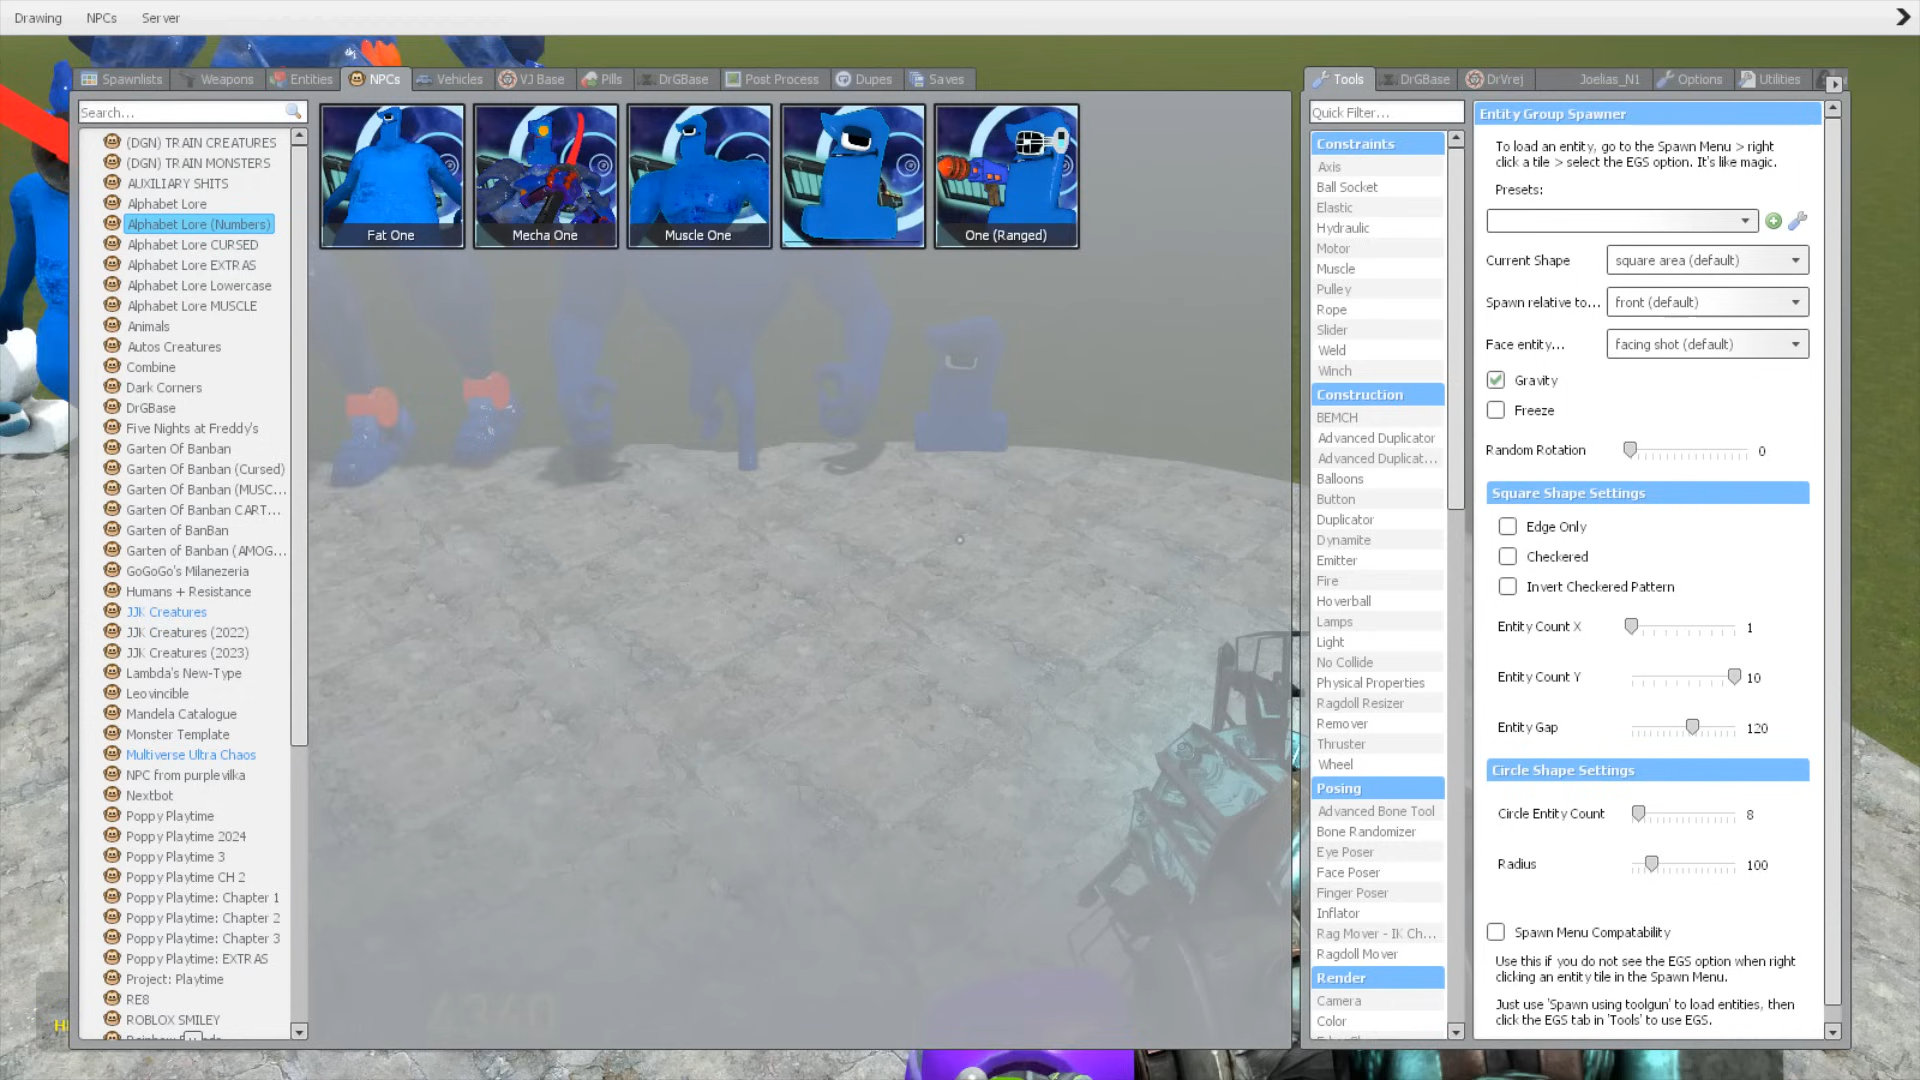 Drawing NPCs Server
Spawnlists Weapons Entities NPCs Vehicles VJ Base Pills DrGBase Post Process Dupes Saves
Search...
(DGN) TRAIN CREATURES
(DGN) TRAIN MONSTERS
AUXILIARY SHITS
Alphabet Lore
Alphabet Lore (Numbers)
Alphabet Lore CURSED
Alphabet Lore EXTRAS
Alphabet Lore Lowercase
Alphabet Lore MUSCLE
Animals
Autos Creatures
Combine
Dark Corners
DrGBase
Five Nights at Freddy's
Garten Of Banban
Garten Of Banban (Cursed)
Garten Of Banban (MUSC...
Garten Of Banban CART...
Garten of BanBan
Garten of Banban (AMOG...
GoGoGo's Milanezeria
Humans + Resistance
JJK Creatures
JJK Creatures (2022)
JJK Creatures (2023)
Lambda's New-Type
Leovincible
Mandela Catalogue
Monster Template
Multiverse Ultra Chaos
NPC from purplevilka
Nextbot
Poppy Playtime
Poppy Playtime 2024
Poppy Playtime 3
Poppy Playtime CH 2
Poppy Playtime: Chapter 1
Poppy Playtime: Chapter 2
Poppy Playtime: Chapter 3
Poppy Playtime: EXTRAS
Project: Playtime
RE8
ROBLOX SMILEY
Fat One
Mecha One
Muscle One
One (Ranged)
Tools DrGBase DrVrej Joelias_N1 Options Utilities
Quick Filter...
Constraints
Axis
Ball Socket
Elastic
Hydraulic
Motor
Muscle
Pulley
Rope
Slider
Weld
Winch
Construction
BEMCH
Advanced Duplicator
Advanced Duplicat...
Balloons
Button
Duplicator
Dynamite
Emitter
Fire
Hoverball
Lamps
Light
No Collide
Physical Properties
Ragdoll Resizer
Remover
Thruster
Wheel
Posing
Advanced Bone Tool
Bone Randomizer
Eye Poser
Face Poser
Finger Poser
Inflator
Rag Mover - IK Ch...
Ragdoll Mover
Render
Camera
Color
Entity Group Spawner
To load an entity, go to the Spawn Menu > right
click a tile > select the EGS option. It's like magic.
Presets:
Current Shape square area (default)
Spawn relative to... front (default)
Face entity... facing shot (default)
Gravity
Freeze
Random Rotation 0
Square Shape Settings
Edge Only
Checkered
Invert Checkered Pattern
Entity Count X 1
Entity Count Y 10
Entity Gap 120
Circle Shape Settings
Circle Entity Count 8
Radius 100
Spawn Menu Compatability
Use this if you do not see the EGS option when right
clicking an entity tile in the Spawn Menu.
Just use 'Spawn using toolgun' to load entities, then
click the EGS tab in 'Tools' to use EGS.